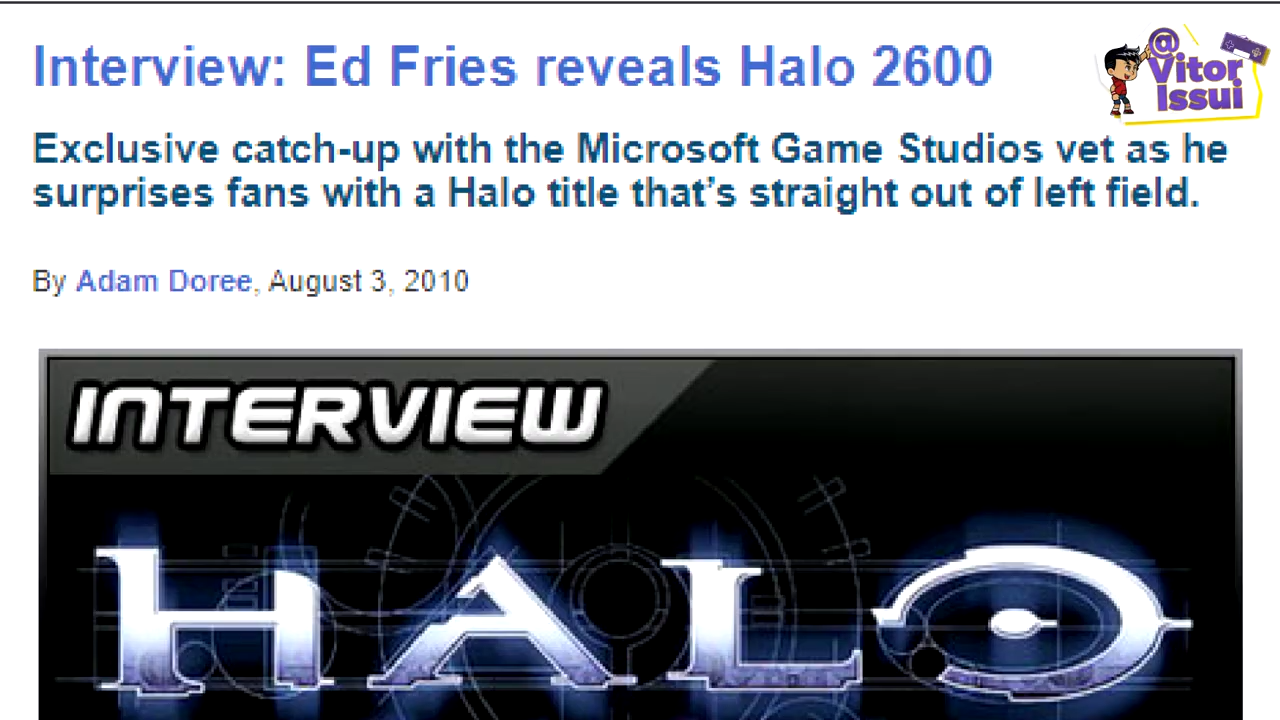 Interview: Ed Fries reveals Halo 2600
@
Vitor
Issui
Exclusive catch-up with the Microsoft Game Studios vet as he
surprises fans with a Halo title that's straight out of left field.
By Adam Doree, August 3, 2010
INTERVIEW
HALO